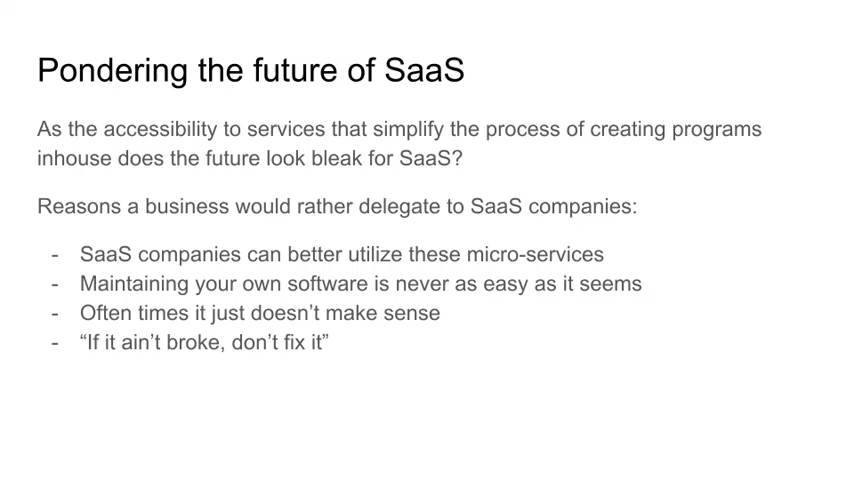 Pondering the future of SaaS
As the accessibility to services that simplify the process of creating programs
inhouse does the future look bleak for SaaS?
Reasons a business would rather delegate to SaaS companies:
- SaaS companies can better utilize these micro-services
- Maintaining your own software is never as easy as it seems
- Often times it just doesn’t make sense
- “If it ain’t broke, don’t fix it”